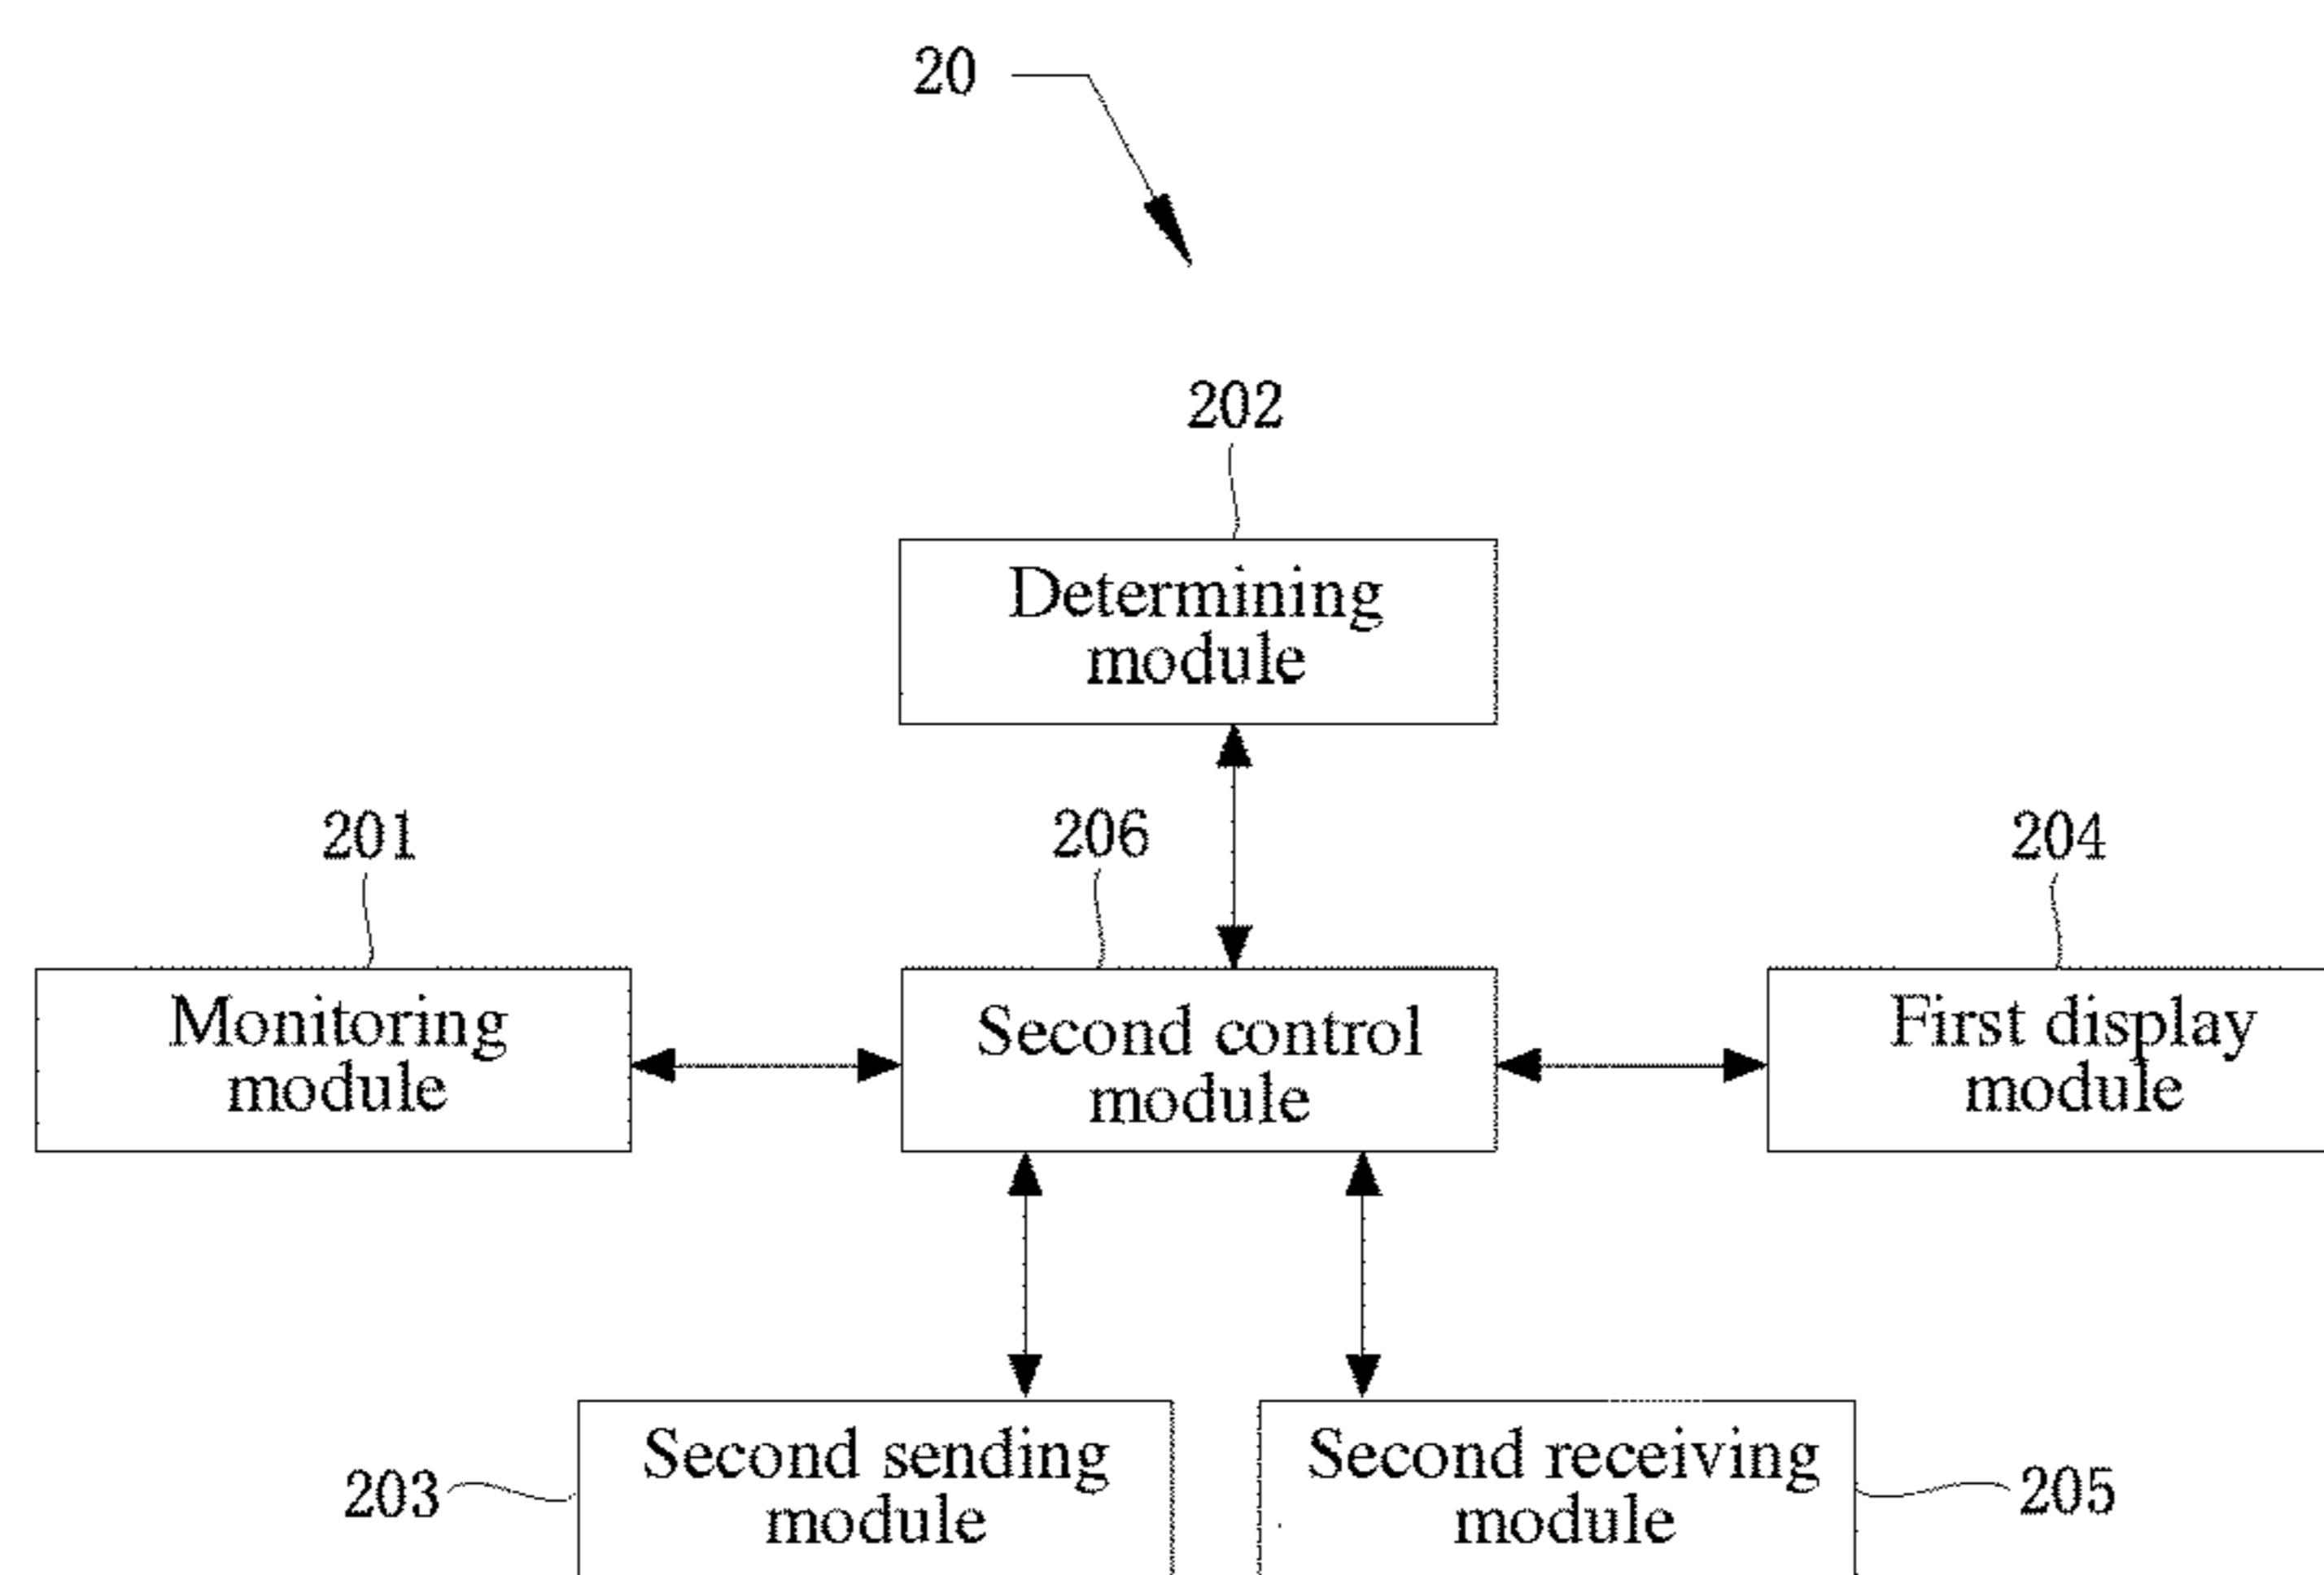 20
202
Determining
module
201
206
204
Monitoring
module
Second control
module
First display
module
203
Second sending
module
Second receiving
module
205